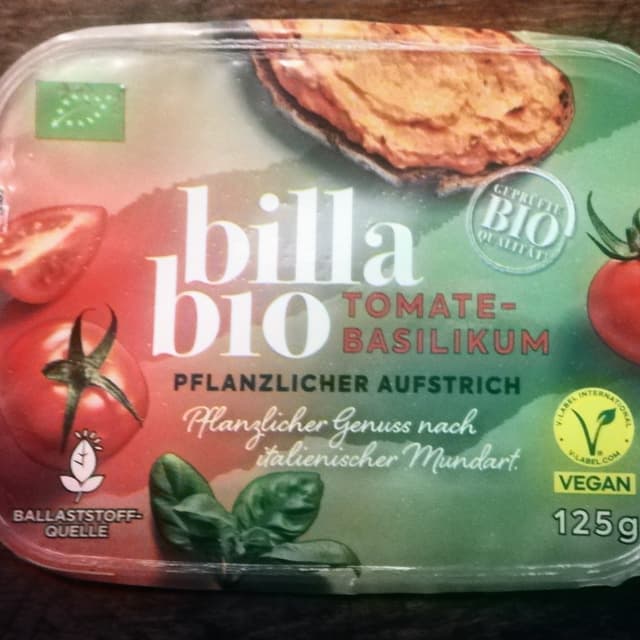 billa
bio
TOMATE-
BASILIKUM
PFLANZLICHER AUFSTRICH
Pflanzlicher Genuss nach
italienischer Mundart.
GEPRÜFTE
BIO
QUALITÄT
V-LABEL INTERNATIONAL
V-LABEL.COM
VEGAN
125g
BALLASTSTOFF-
QUELLE